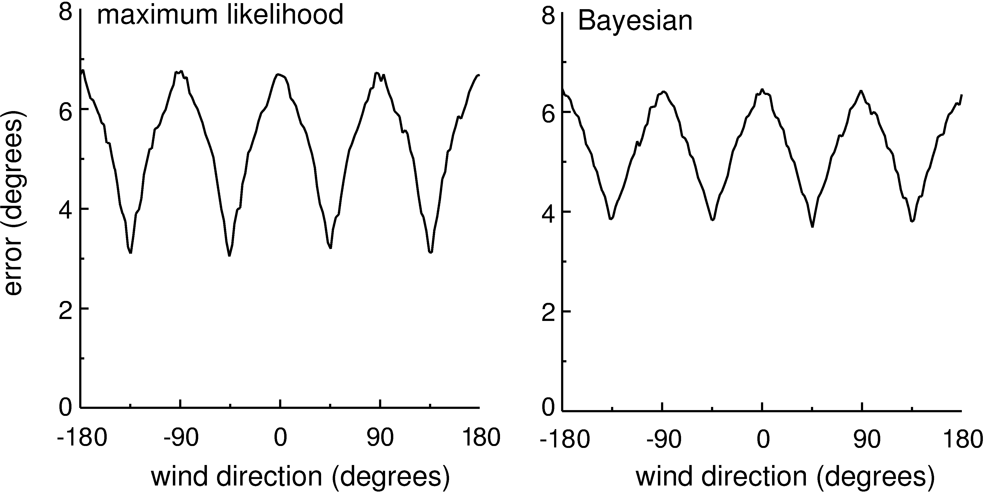 maximum likelihood
8
6
4
2
0
error (degrees)
-180 -90 0 90 180
wind direction (degrees)
Bayesian
8
6
4
2
0
-180 -90 0 90 180
wind direction (degrees)